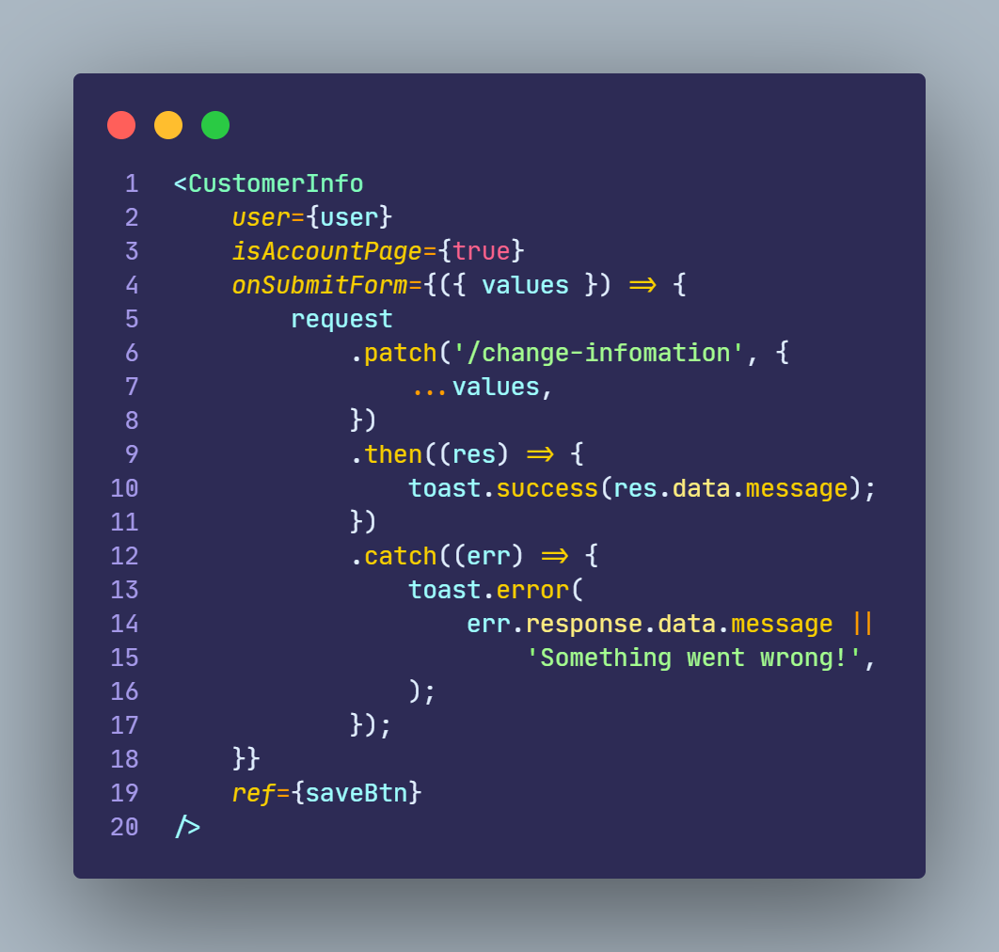 1 <CustomerInfo
2     user={user}
3     isAccountPage={true}
4     onSubmitForm={({ values }) => {
5         request
6             .patch('/change-infomation', {
7                 ...values,
8             })
9             .then((res) => {
10                 toast.success(res.data.message);
11             })
12             .catch((err) => {
13                 toast.error(
14                     err.response.data.message ||
15                         'Something went wrong!',
16                 );
17             });
18     }}
19     ref={saveBtn}
20 />